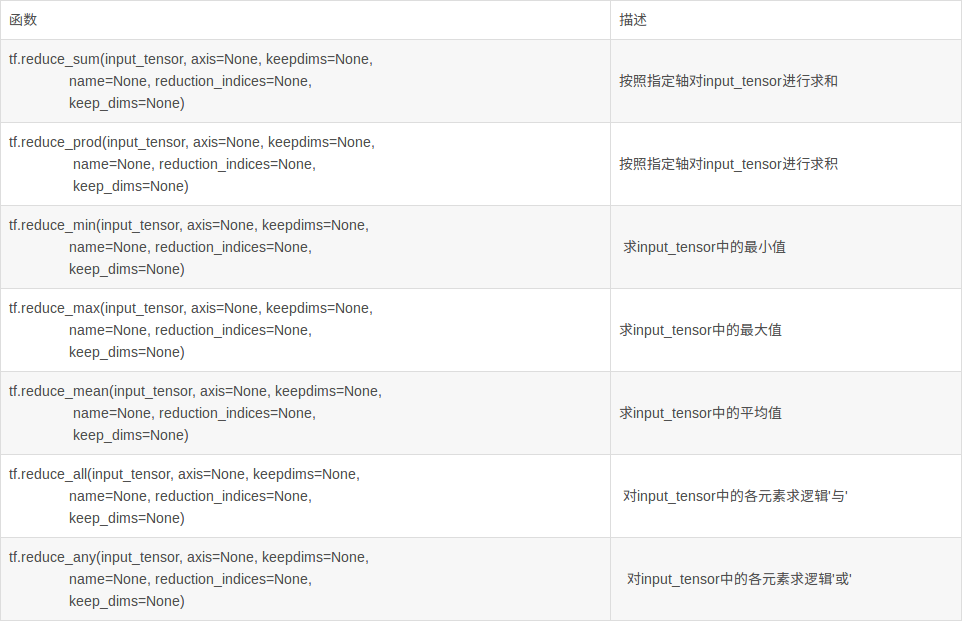 函数
描述
tf.reduce_sum(input_tensor, axis=None, keepdims=None,
name=None, reduction_indices=None,
keep_dims=None)
按照指定轴对input_tensor进行求和
tf.reduce_prod(input_tensor, axis=None, keepdims=None,
name=None, reduction_indices=None,
keep_dims=None)
按照指定轴对input_tensor进行求积
tf.reduce_min(input_tensor, axis=None, keepdims=None,
name=None, reduction_indices=None,
keep_dims=None)
求input_tensor中的最小值
tf.reduce_max(input_tensor, axis=None, keepdims=None,
name=None, reduction_indices=None,
keep_dims=None)
求input_tensor中的最大值
tf.reduce_mean(input_tensor, axis=None, keepdims=None,
name=None, reduction_indices=None,
keep_dims=None)
求input_tensor中的平均值
tf.reduce_all(input_tensor, axis=None, keepdims=None,
name=None, reduction_indices=None,
keep_dims=None)
对input_tensor中的各元素求逻辑'与'
tf.reduce_any(input_tensor, axis=None, keepdims=None,
name=None, reduction_indices=None,
keep_dims=None)
对input_tensor中的各元素求逻辑'或'